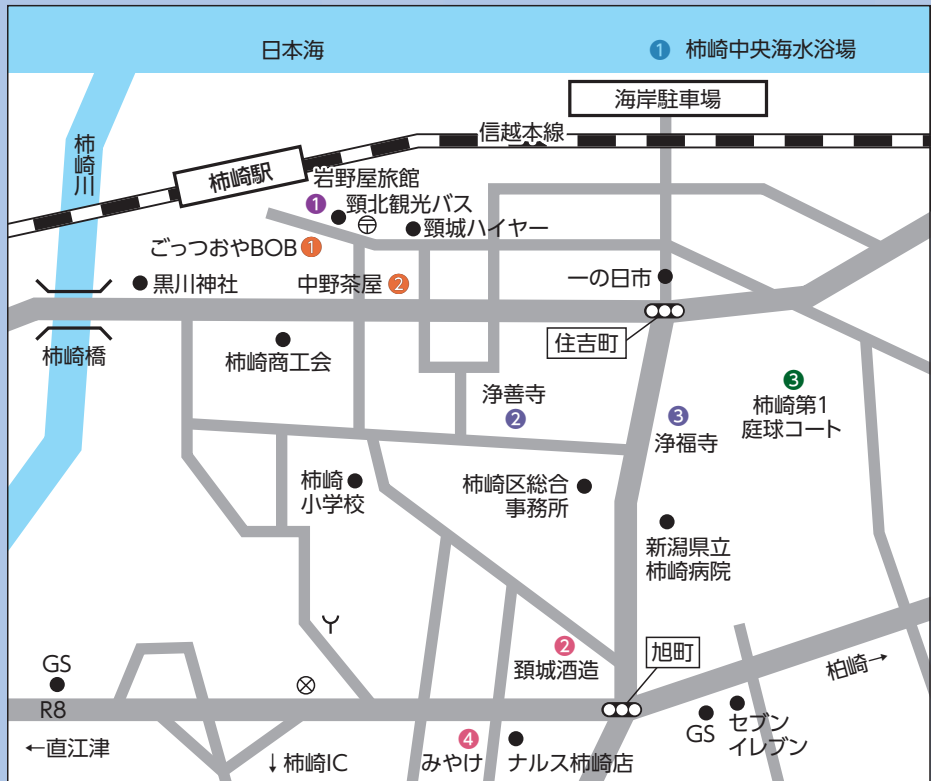 日本海
1 柿崎中央海水浴場
海岸駐車場
信越本線
柿崎川
柿崎駅
岩野屋旅館
1
頸北観光バス
頸城ハイヤー
ごっつおやBOB 1
黒川神社
中野茶屋 2
一の日市
柿崎橋
柿崎商工会
住吉町
浄善寺
2
3
浄福寺
3
柿崎第1
庭球コート
柿崎
小学校
柿崎区総合
事務所
新潟県立
柿崎病院
2
頚城酒造
旭町
GS
R8
←直江津
↓柿崎IC
4
みやけ
ナルス柿崎店
GS
セブン
イレブン
柏崎→